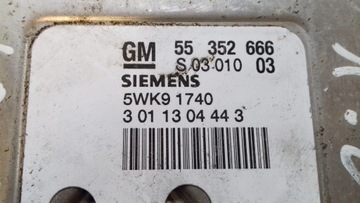 GM 55 352 666
S 03 010 03
SIEMENS
5WK9 1740
3 01 13 04 44 3